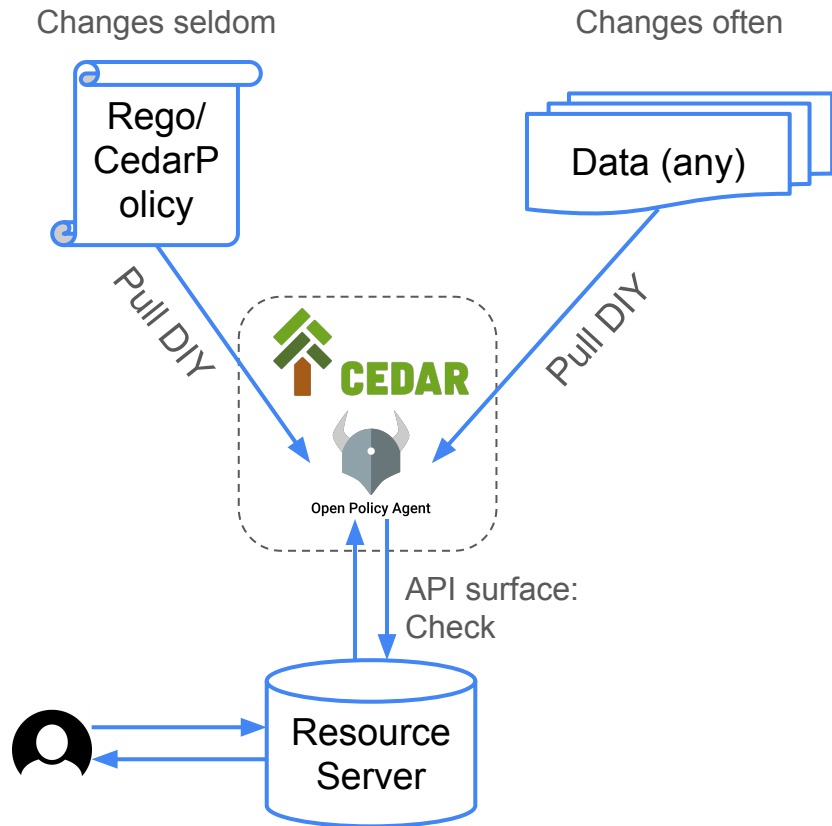 Changes seldom
Changes often
Rego/
CedarP
olicy
Data (any)
Pull DIY
Pull DIY
CEDAR
Open Policy Agent
API surface:
Check
Resource
Server